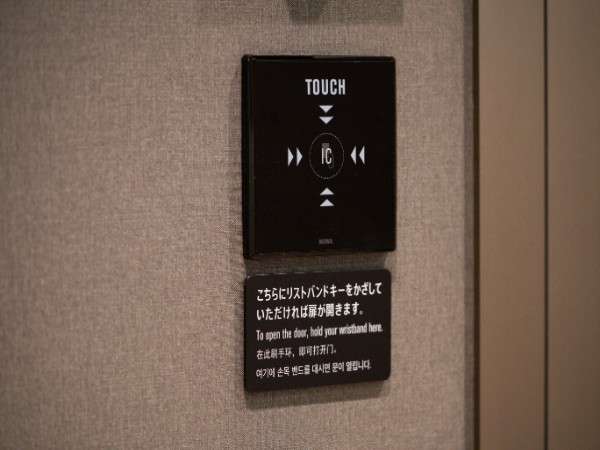 TOUCH
IC
こちらにリストバンドキーをかざして
いただければ扉が開きます。
To open the door, hold your wristband here.
在此刷手环，即可打开门。
여기에 손목 밴드를 대시면 문이 열립니다.